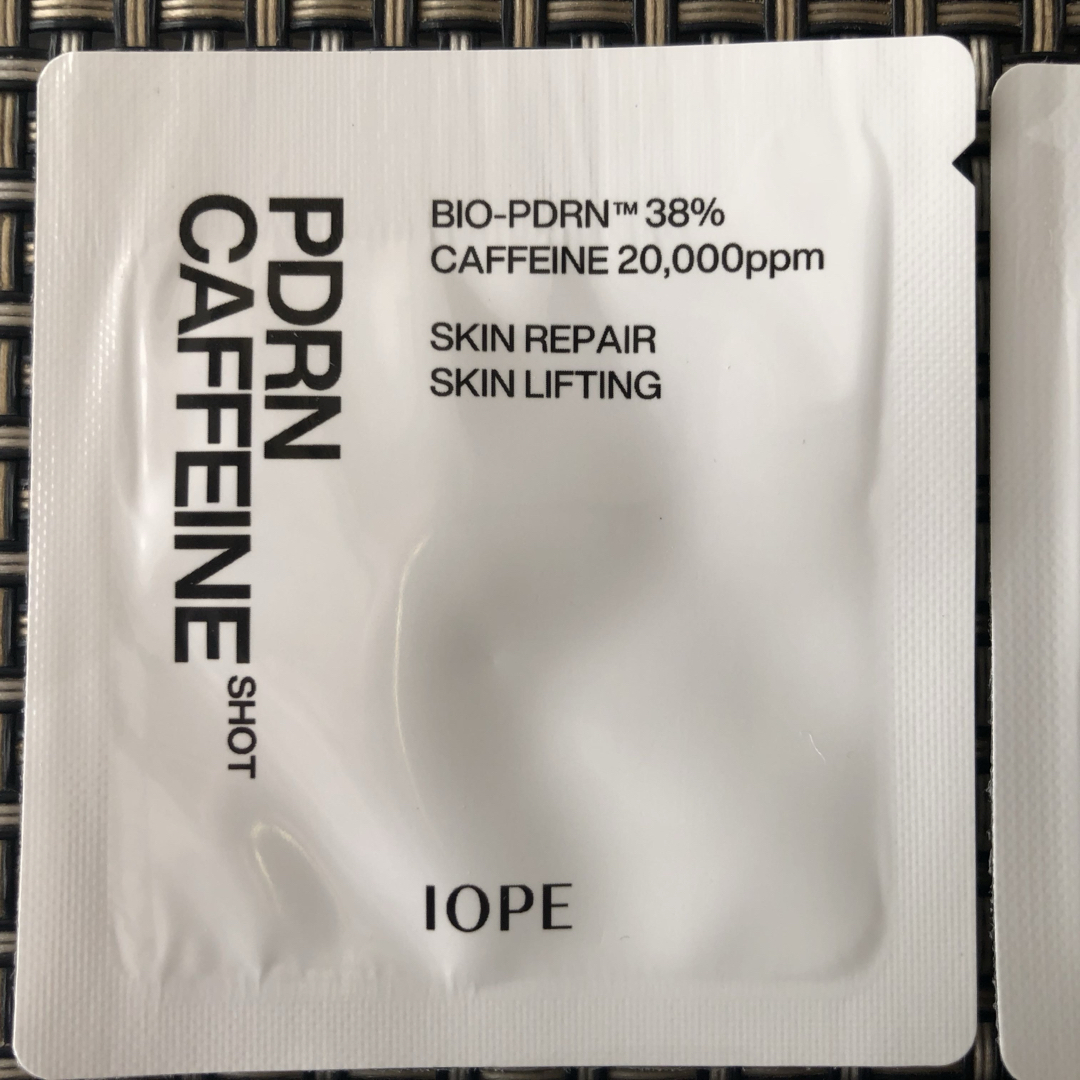 PDRN
CAFFEINE SHOT
BIO-PDRN™ 38%
CAFFEINE 20,000ppm
SKIN REPAIR
SKIN LIFTING
IOPE